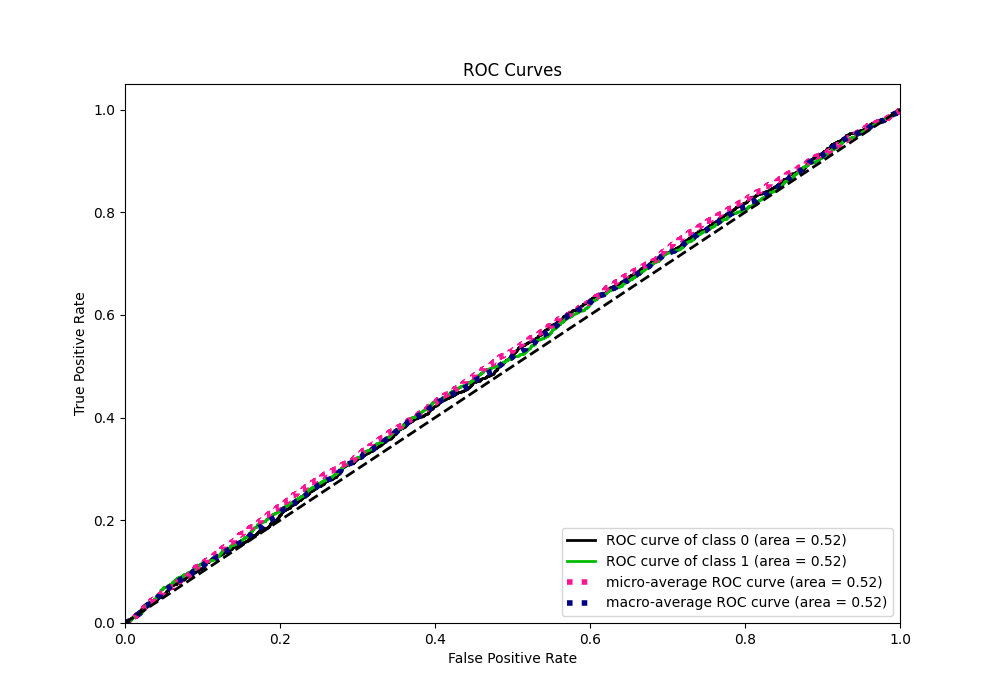 ROC Curves
True Positive Rate
1.0
0.8
0.6
0.4
0.2
0.0
ROC curve of class 0 (area = 0.52)
ROC curve of class 1 (area = 0.52)
micro-average ROC curve (area = 0.52)
macro-average ROC curve (area = 0.52)
0.0 0.2 0.4 0.6 0.8 1.0
False Positive Rate